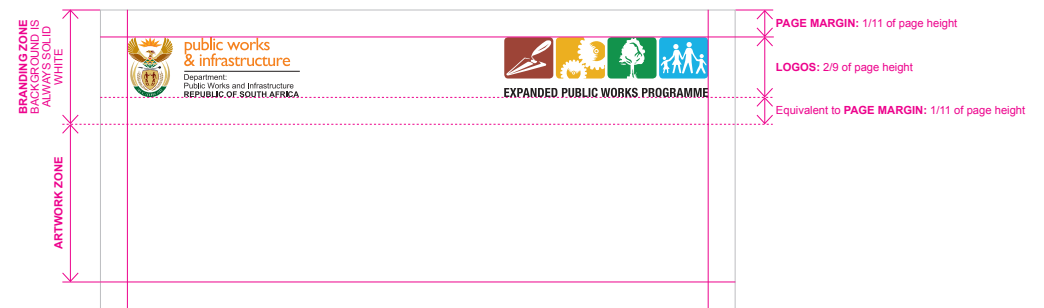 BRANDING ZONE
BACKGROUND IS
ALWAYS SOLID
WHITE
ARTWORK ZONE
public works
& infrastructure
Department:
Public Works and Infrastructure
REPUBLIC OF SOUTH AFRICA
EXPANDED PUBLIC WORKS PROGRAMME
PAGE MARGIN: 1/11 of page height
LOGOS: 2/9 of page height
Equivalent to PAGE MARGIN: 1/11 of page height